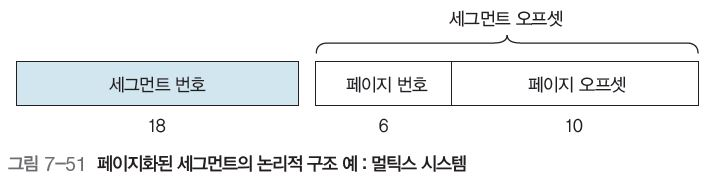 세그먼트 오프셋
세그먼트 번호 페이지 번호 페이지 오프셋
18 6 10
그림 7-51 페이지화된 세그먼트의 논리적 구조 예 : 멀틱스 시스템